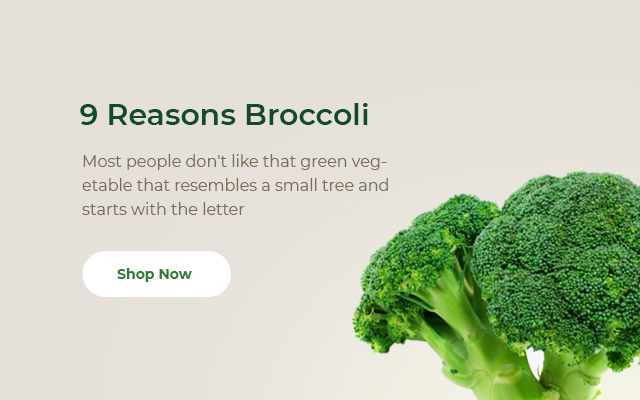 9 Reasons Broccoli
Most people don't like that green veg-
etable that resembles a small tree and
starts with the letter
Shop Now